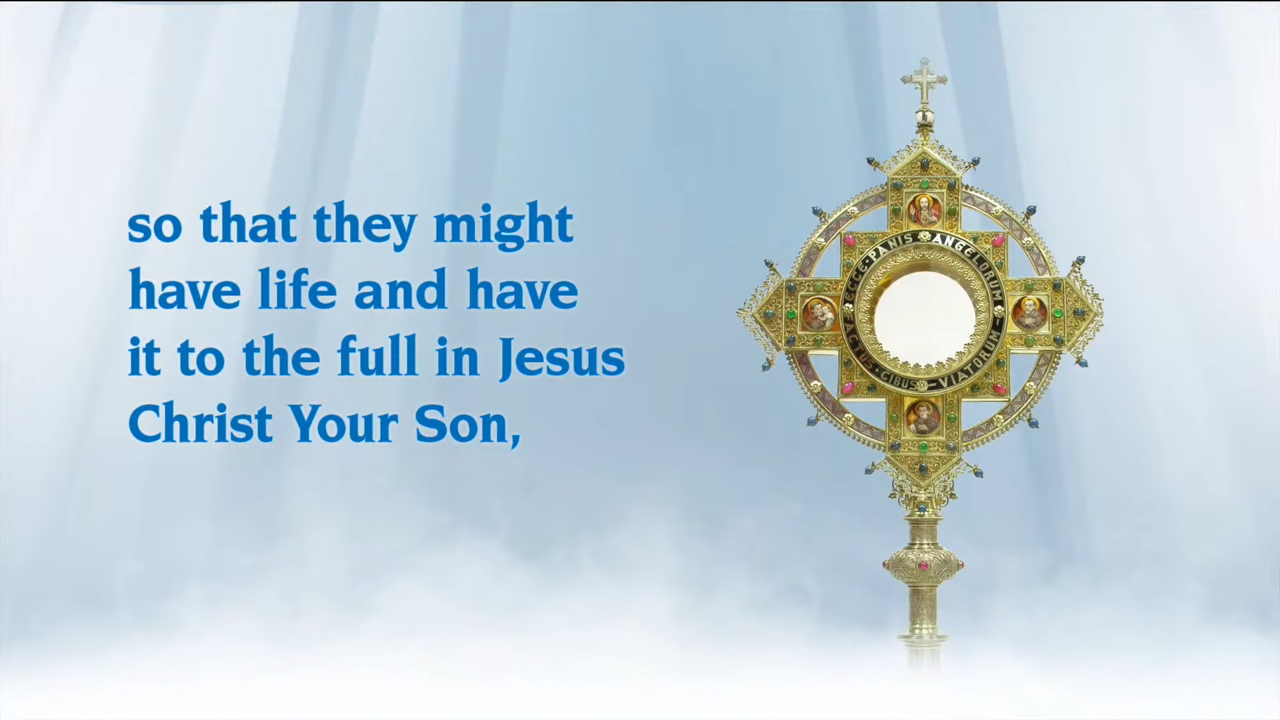 so that they might
have life and have
it to the full in Jesus
Christ Your Son,
ECCE · PANIS ANGELORUM
FACTUS · CIBUS VIATORUM